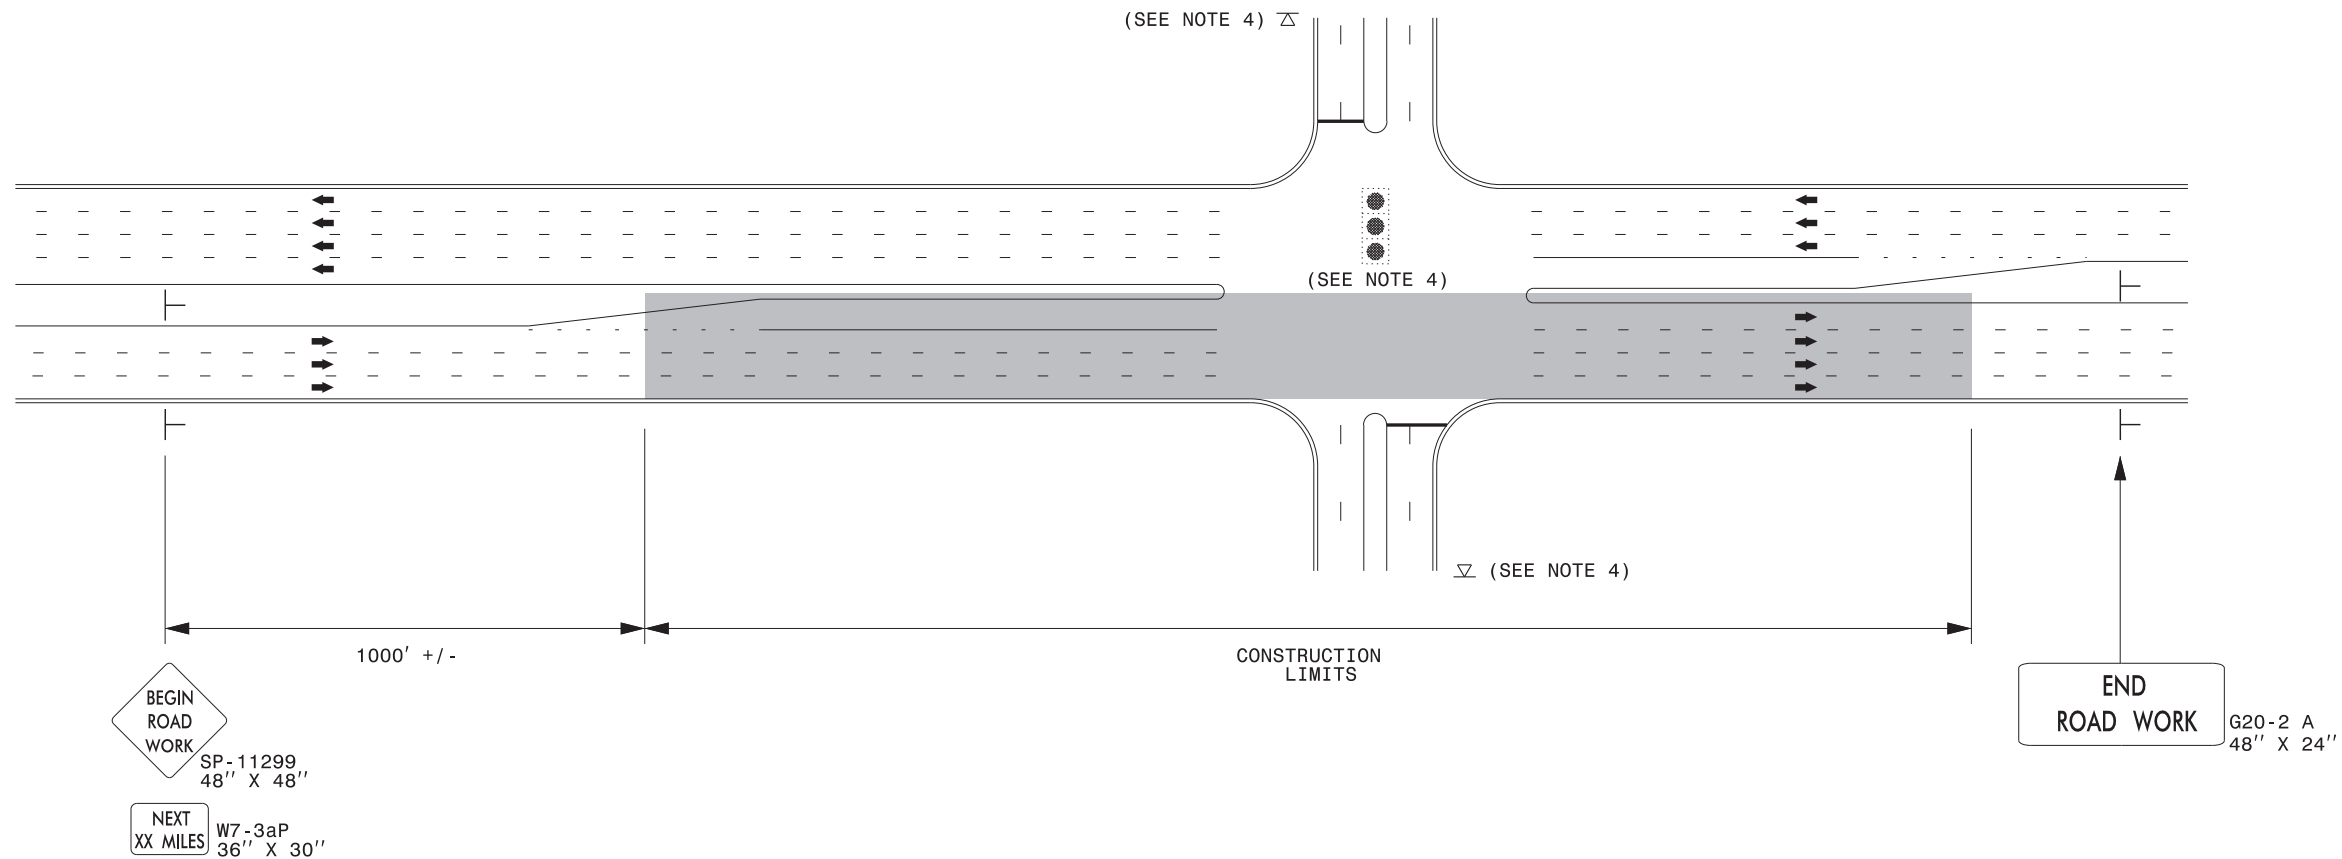 (SEE NOTE 4)
(SEE NOTE 4)
(SEE NOTE 4)
1000' +/-
CONSTRUCTION
LIMITS
BEGIN
ROAD
WORK
SP-11299
48'' X 48''
NEXT
XX MILES
W7-3aP
36'' X 30''
END
ROAD WORK
G20-2 A
48'' X 24''